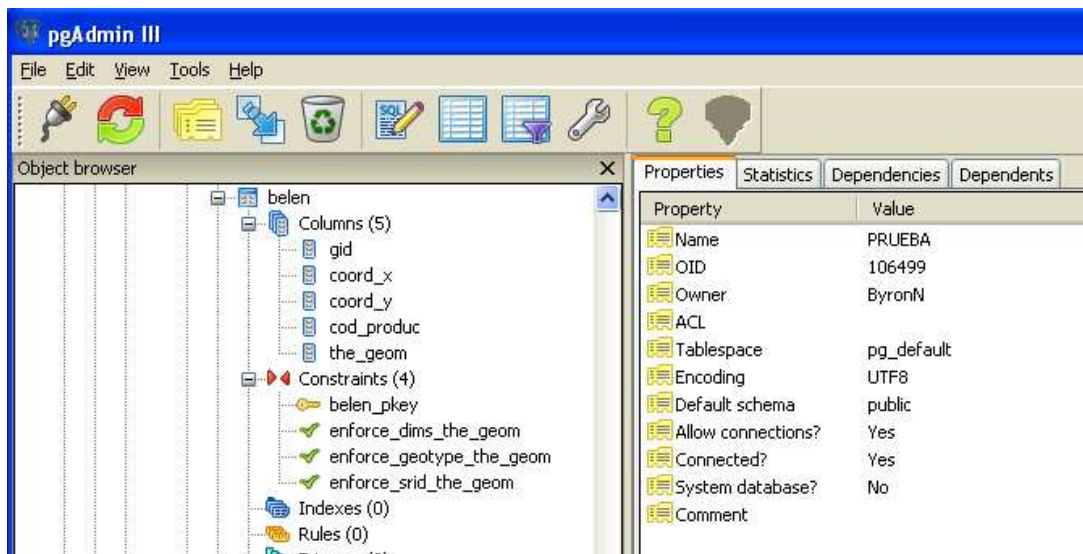 pgAdmin III
File Edit View Tools Help
SQL
Object browser
belen
Columns (5)
gid
coord_x
coord_y
cod_produc
the_geom
Constraints (4)
belen_pkey
enforce_dims_the_geom
enforce_geotype_the_geom
enforce_srid_the_geom
Indexes (0)
Rules (0)
Properties Statistics Dependencies Dependents
Property Value
Name PRUEBA
OID 106499
Owner ByronN
ACL
Tablespace pg_default
Encoding UTF8
Default schema public
Allow connections? Yes
Connected? Yes
System database? No
Comment